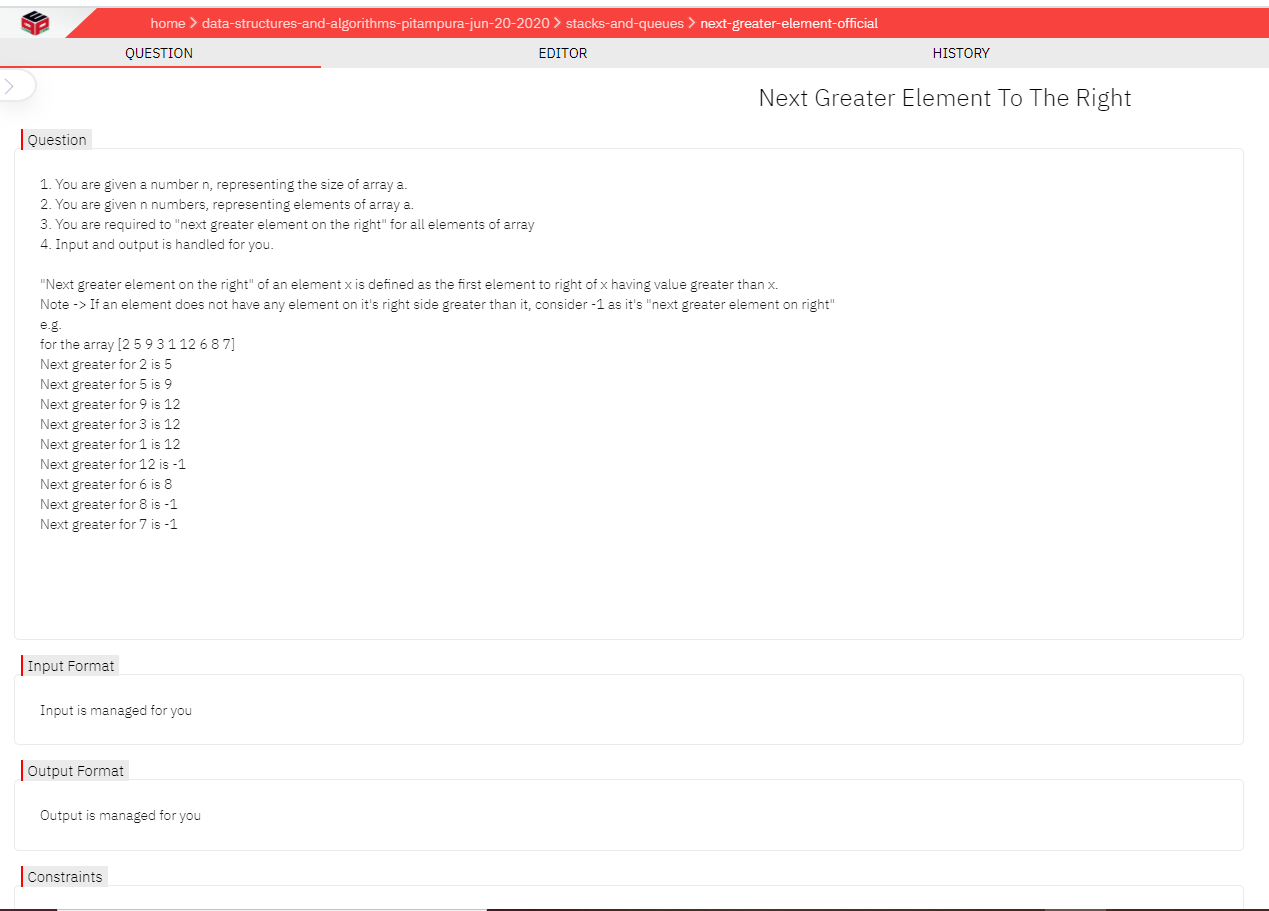 home > data-structures-and-algorithms-pitampura-jun-20-2020 > stacks-and-queues > next-greater-element-official
QUESTION EDITOR HISTORY
Next Greater Element To The Right
Question
1. You are given a number n, representing the size of array a.
2. You are given n numbers, representing elements of array a.
3. You are required to "next greater element on the right" for all elements of array
4. Input and output is handled for you.
"Next greater element on the right" of an element x is defined as the first element to right of x having value greater than x.
Note -> If an element does not have any element on it's right side greater than it, consider -1 as it's "next greater element on right"
e.g.
for the array [2 5 9 3 1 12 6 8 7]
Next greater for 2 is 5
Next greater for 5 is 9
Next greater for 9 is 12
Next greater for 3 is 12
Next greater for 1 is 12
Next greater for 12 is -1
Next greater for 6 is 8
Next greater for 8 is -1
Next greater for 7 is -1
Input Format
Input is managed for you
Output Format
Output is managed for you
Constraints